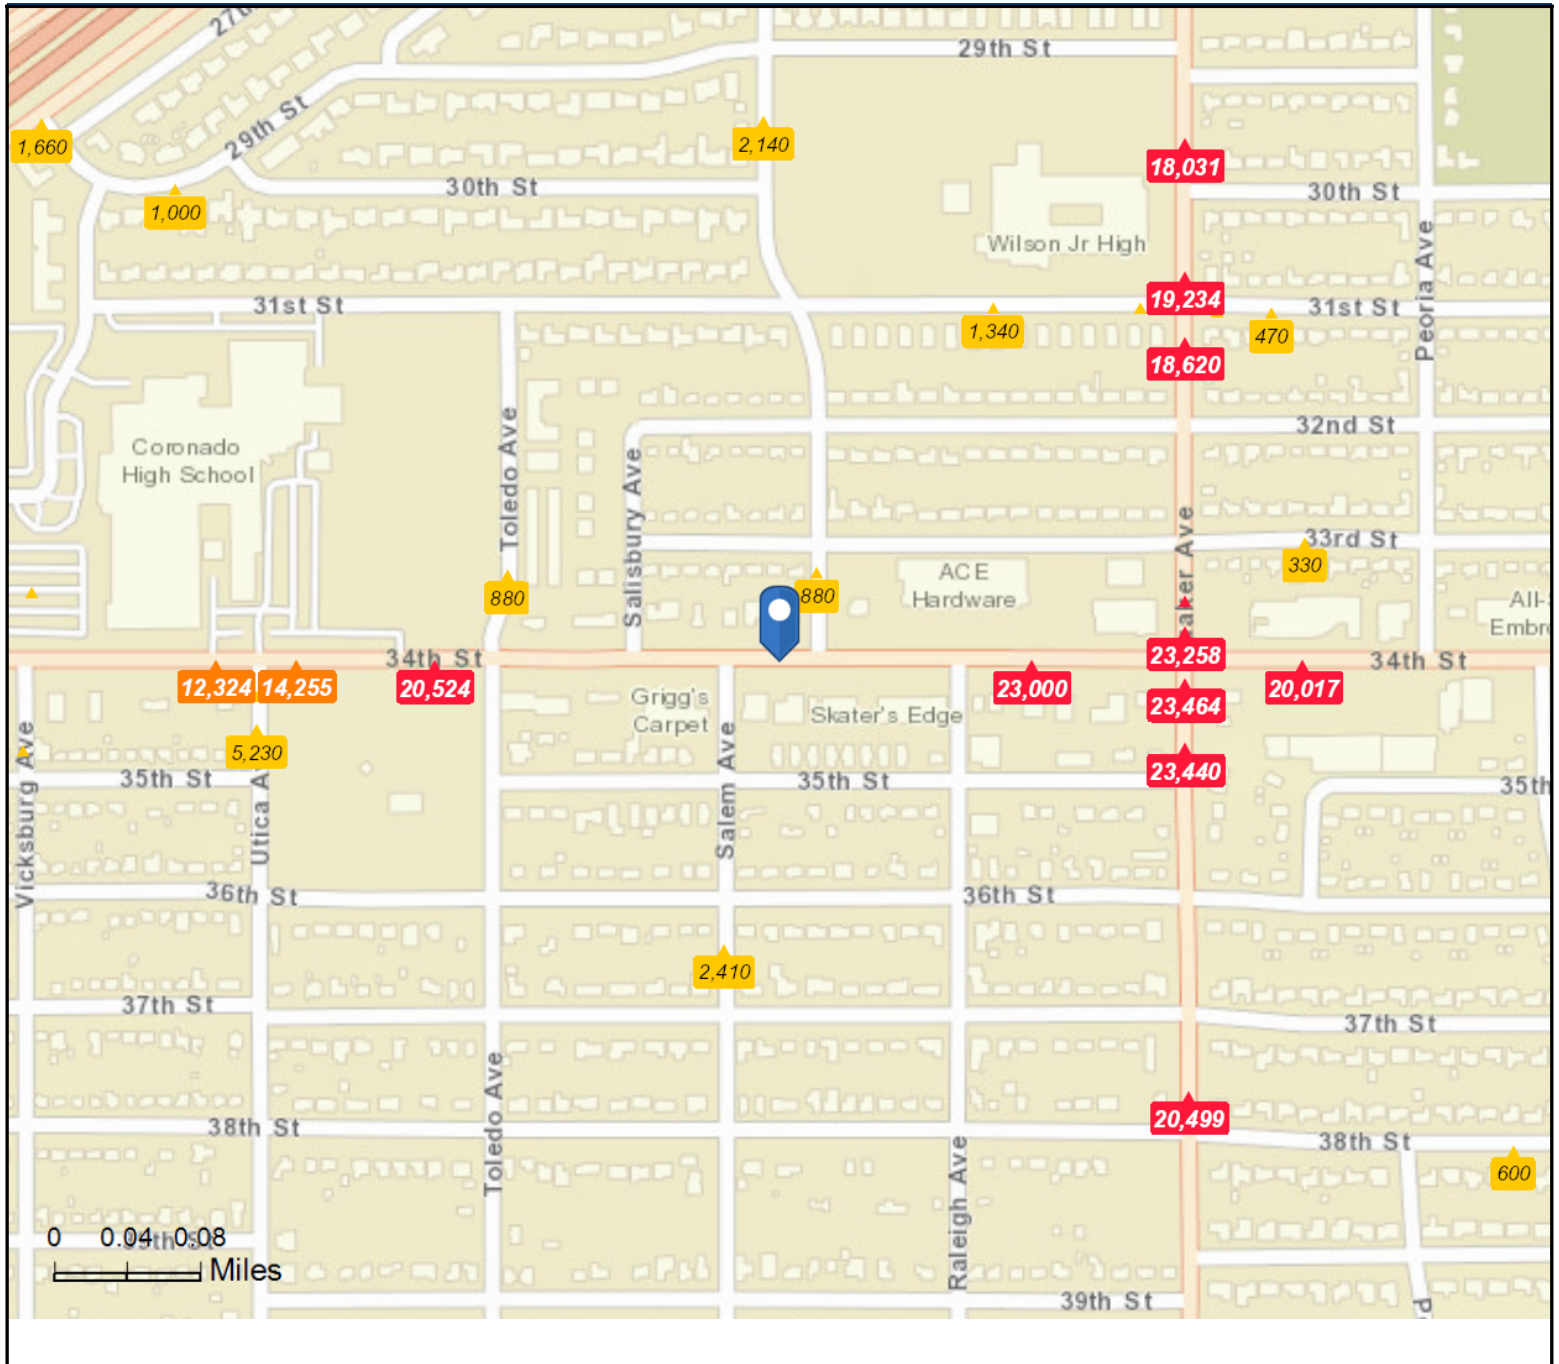 27th
29th St
29th St
1,660
2,140
18,031
1,000
30th St
30th St
Wilson Jr High
Peoria Ave
31st St
19,234
31st St
1,340
470
18,620
Coronado
High School
Toledo Ave
Salisbury Ave
32nd St
33rd St
330
880
880
ACE
Hardware
aker Ave
All-
Embr
34th St
23,258
34th St
12,324
14,255
20,524
23,000
20,017
Grigg's
Carpet
Skater's Edge
23,464
Vicksburg Ave
5,230
35th St
Utica A
Salem Ave
35th St
23,440
35th
36th St
36th St
2,410
37th St
37th St
Toledo Ave
20,499
38th St
38th St
Raleigh Ave
600
0 0.04 0.08
Miles
39th St